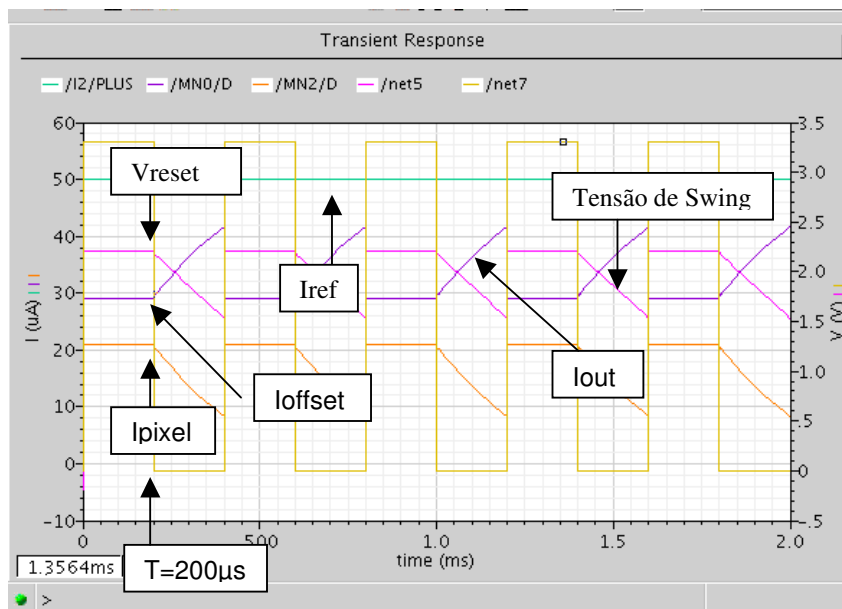 Transient Response
/I2/PLUS /MN0/D /MN2/D /net5 /net7
60
50
40
30
20
10
0
-10
I (uA)
3.5
3.0
2.5
2.0
1.5
1.0
.5
0
-.5
V (V)
Vreset
Tensão de Swing
Iref
Iout
Ioffset
Ipixel
T=200µs
0
500
1.0
1.5
2.0
time (ms)
1.3564ms
>